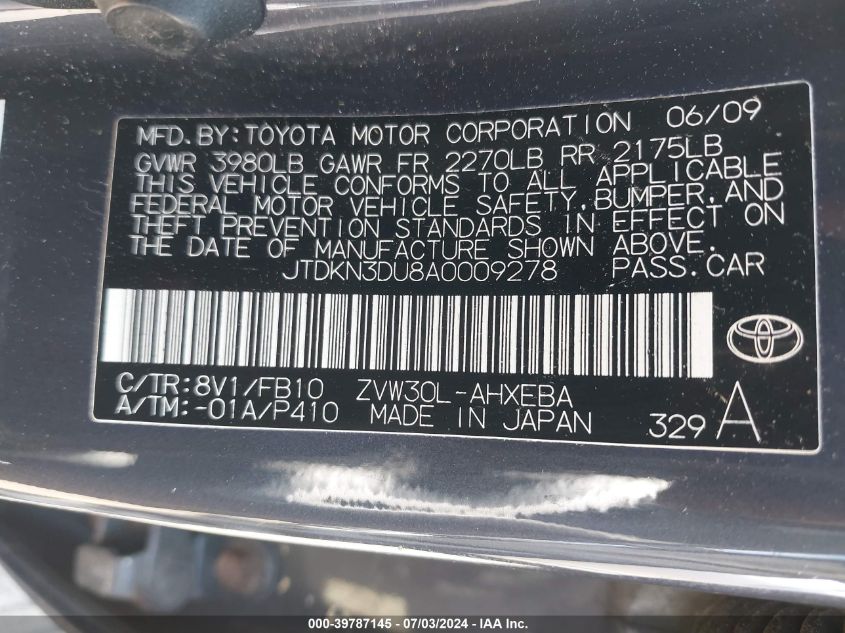 MFD.BY:TOYOTA MOTOR CORPORATION 06/09
GVWR 3980LB GAWR FR 2270LB RR 2175LB
THIS VEHICLE CONFORMS TO ALL APPLICABLE
FEDERAL MOTOR VEHICLE SAFETY,BUMPER,AND
THEFT PREVENTION STANDARDS IN EFFECT ON
THE DATE OF MANUFACTURE SHOWN ABOVE.
JTDKN3DU8A0009278 PASS.CAR
C/TR:8V1/FB10 ZVW30L-AHXEBA
A/TM:-01A/P410 MADE IN JAPAN 329 A
000-39787145 - 07/03/2024 - IAA Inc.